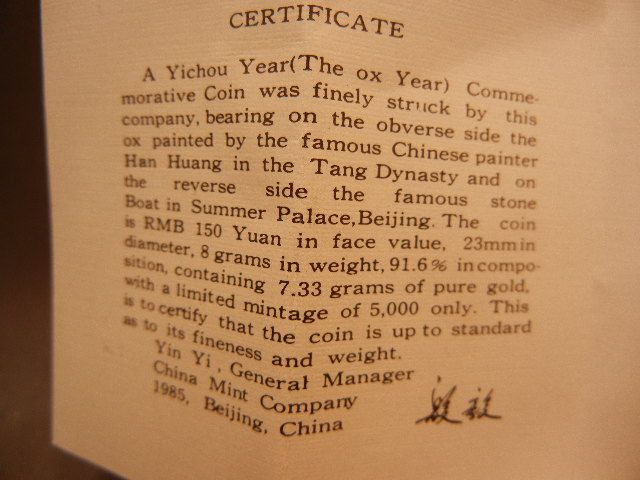 CERTIFICATE
A Yichou Year(The ox Year) Comme-
morative Coin was finely struck by this
company, bearing on the obverse side the
ox painted by the famous Chinese painter
Han Huang in the Tang Dynasty and on
the reverse side the famous stone
Boat in Summer Palace,Beijing. The coin
is RMB 150 Yuan in face value, 23mm in
diameter, 8 grams in weight, 91.6% in compo-
sition, containing 7.33 grams of pure gold,
with a limited mintage of 5,000 only. This
is to certify that the coin is up to standard
as to its fineness and weight.
Yin Yi, General Manager
China Mint Company
1985, Beijing, China